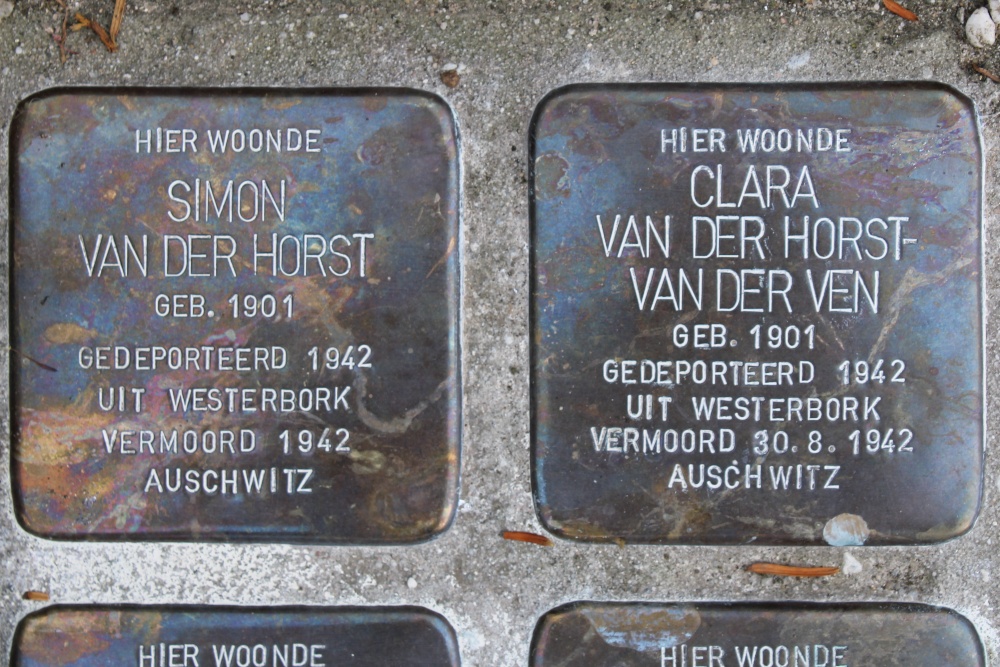 HIER WOONDE
SIMON
VAN DER HORST
GEB. 1901
GEDEPORTEERD 1942
UIT WESTERBORK
VERMOORD 1942
AUSCHWITZ
HIER WOONDE
CLARA
VAN DER HORST-
VAN DER VEN
GEB. 1901
GEDEPORTEERD 1942
UIT WESTERBORK
VERMOORD 30.8.1942
AUSCHWITZ
HIER WOONDE
HIER WOONDE